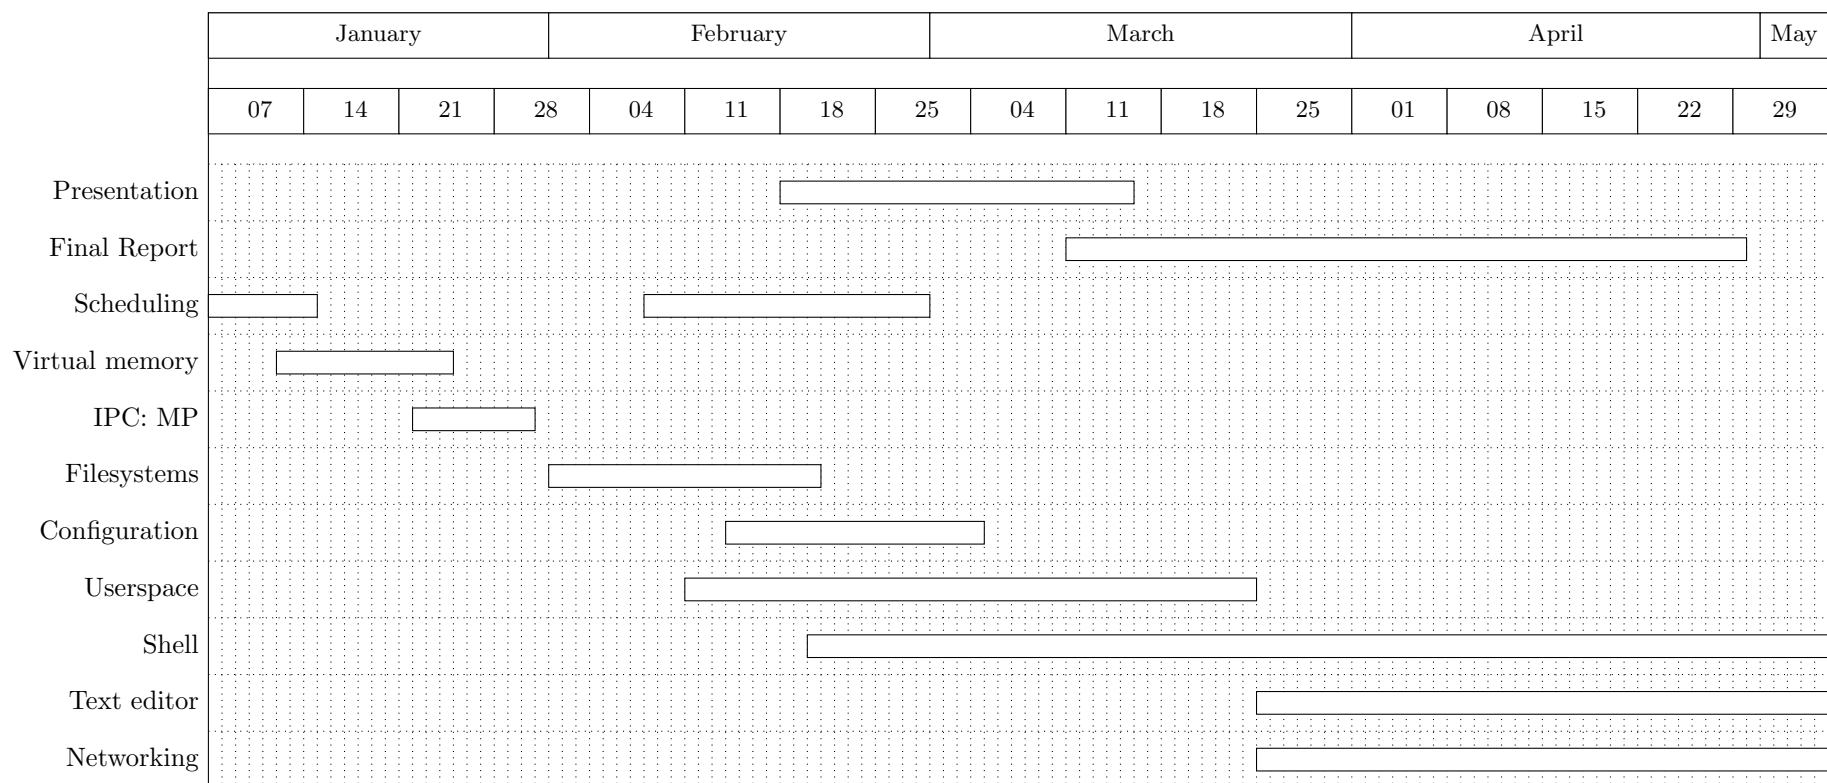 January February March April May
07 14 21 28 04 11 18 25 04 11 18 25 01 08 15 22 29
Presentation
Final Report
Scheduling
Virtual memory
IPC: MP
Filesystems
Configuration
Userspace
Shell
Text editor
Networking